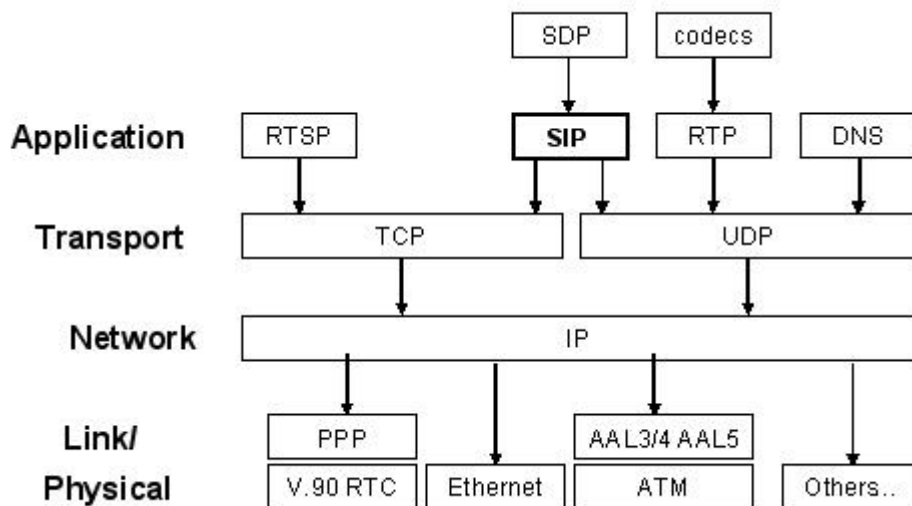 SDP codecs
Application RTSP SIP RTP DNS
Transport TCP UDP
Network IP
Link/ PPP AAL3/4 AAL5
Physical V.90 RTC Ethernet ATM Others..